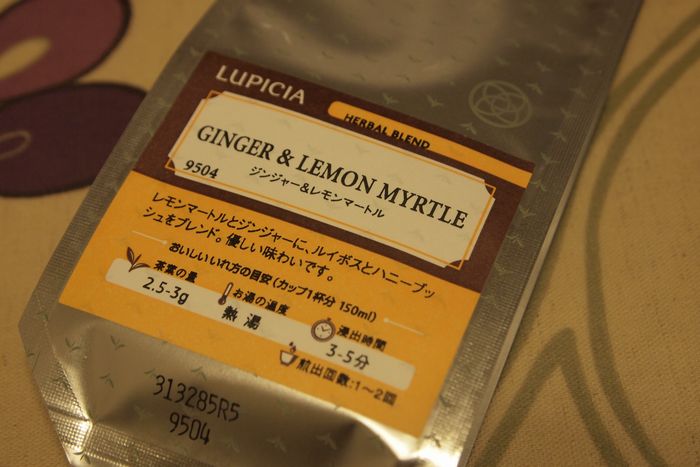 LUPICIA
HERBAL BLEND
GINGER & LEMON MYRTLE
9504 ジンジャー&レモンマートル
レモンマートルとジンジャーに、ルイボスとハニーブッ
シュをブレンド。優しい味わいです。
おいしいいれ方の目安(カップ1杯分 150ml)
茶葉の量
2.5-3g
お湯の温度
熱湯
浸出時間
3-5分
煎出回数:1~2回
313285R5
9504